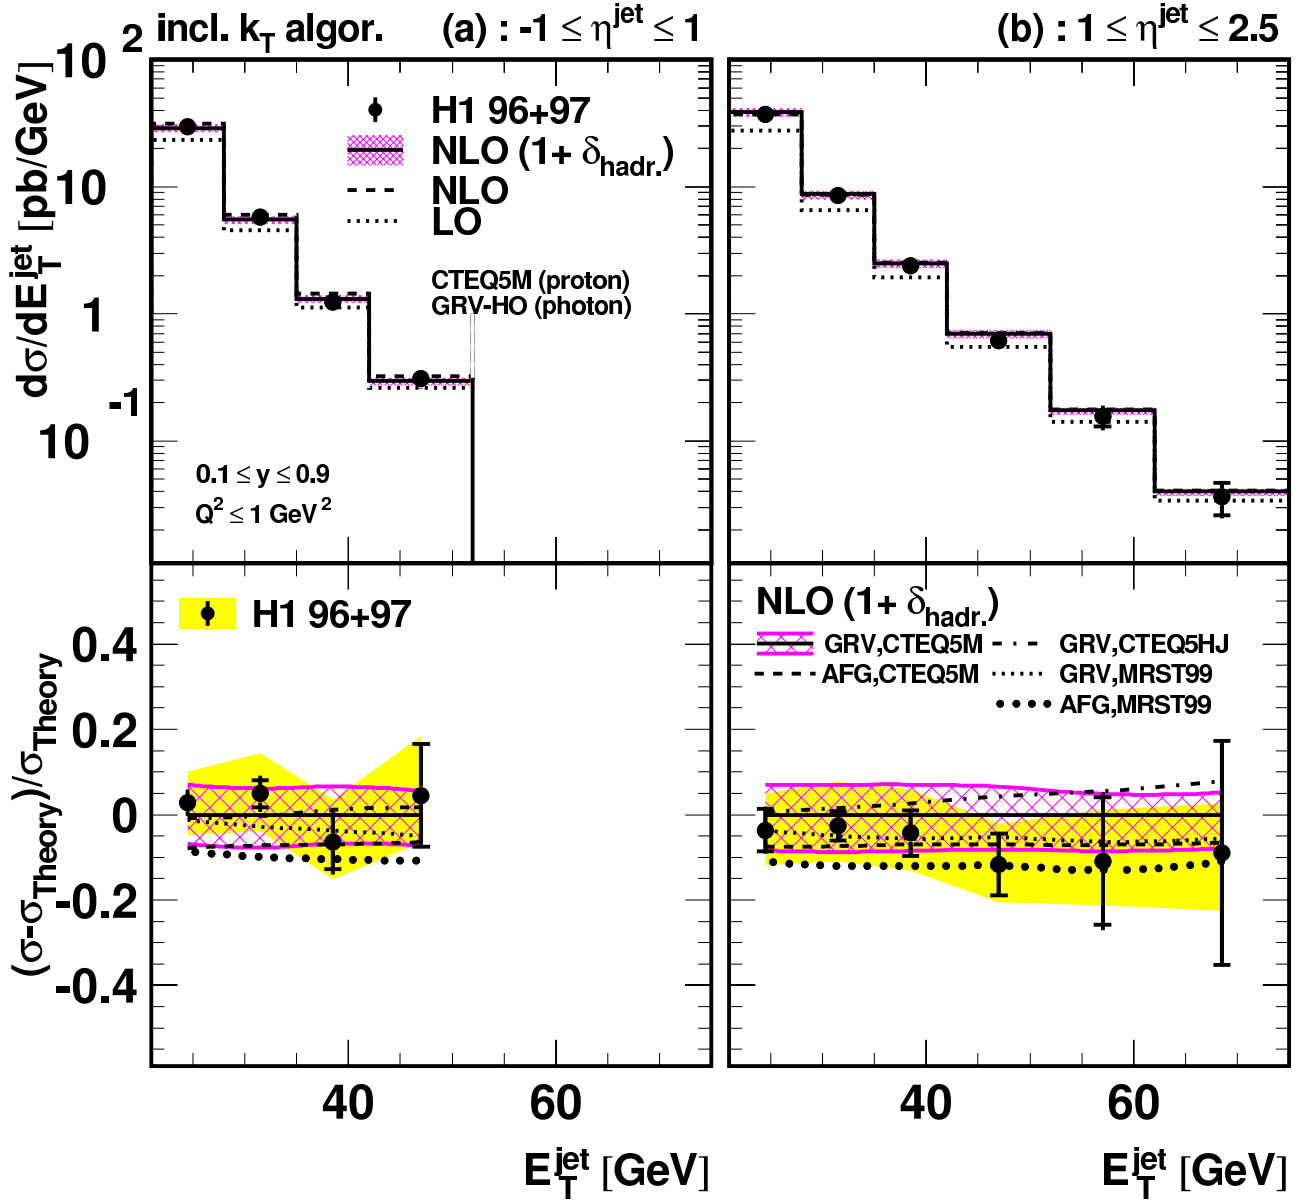 incl. k_T algor.
(a) : -1 ≤ η^jet ≤ 1
(b) : 1 ≤ η^jet ≤ 2.5
dσ/dE_T^jet [pb/GeV]
10^2
10
1
10^-1
H1 96+97
NLO (1+ δ_hadr.)
NLO
LO
CTEQ5M (proton)
GRV-HO (photon)
0.1 ≤ y ≤ 0.9
Q^2 ≤ 1 GeV^2
(σ-σ_Theory)/σ_Theory
0.4
0.2
0
-0.2
-0.4
H1 96+97
NLO (1+ δ_hadr.)
GRV,CTEQ5M
GRV,CTEQ5HJ
AFG,CTEQ5M
GRV,MRST99
AFG,MRST99
40 60
40 60
E_T^jet [GeV]
E_T^jet [GeV]